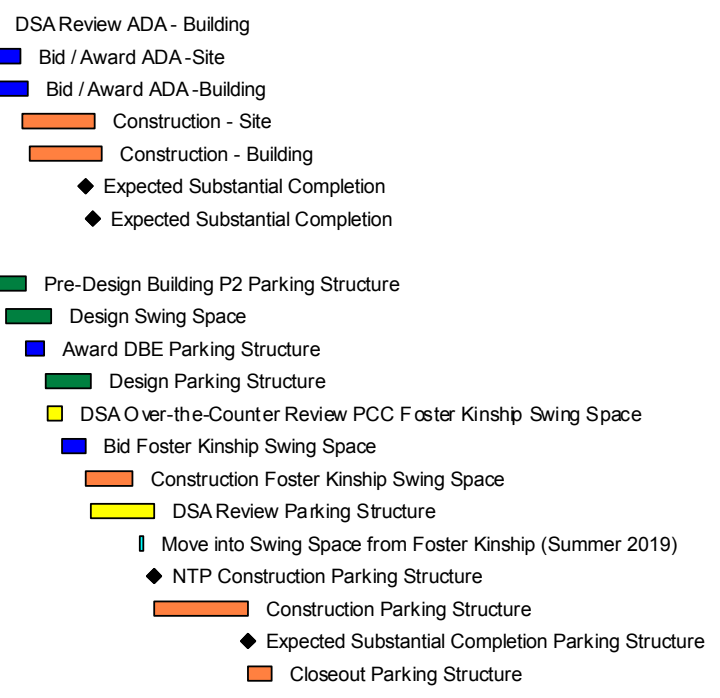 DSA Review ADA - Building
Bid / Award ADA -Site
Bid / Award ADA -Building
Construction - Site
Construction - Building
Expected Substantial Completion
Expected Substantial Completion
Pre-Design Building P2 Parking Structure
Design Swing Space
Award DBE Parking Structure
Design Parking Structure
DSA Over-the-Counter Review PCC Foster Kinship Swing Space
Bid Foster Kinship Swing Space
Construction Foster Kinship Swing Space
DSA Review Parking Structure
Move into Swing Space from Foster Kinship (Summer 2019)
NTP Construction Parking Structure
Construction Parking Structure
Expected Substantial Completion Parking Structure
Closeout Parking Structure